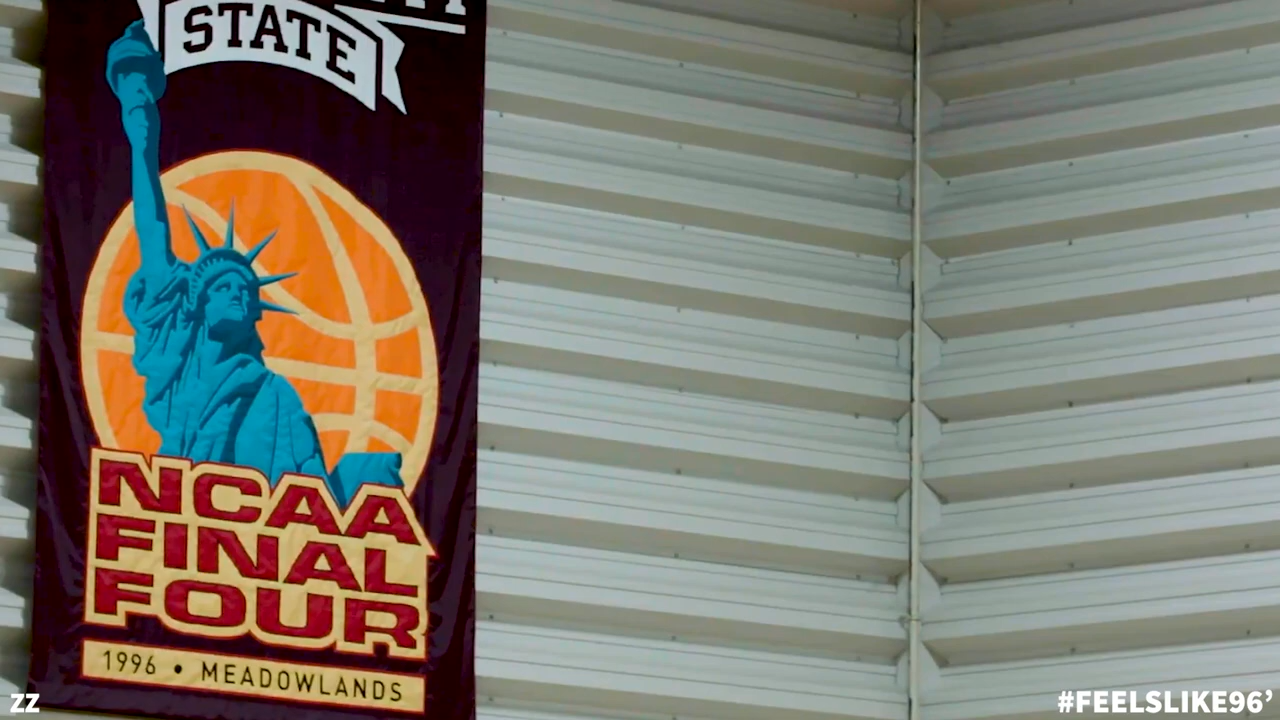 STATE
NCAA
FINAL
FOUR
1996 • MEADOWLANDS
ZZ
#FEELSLIKE96’